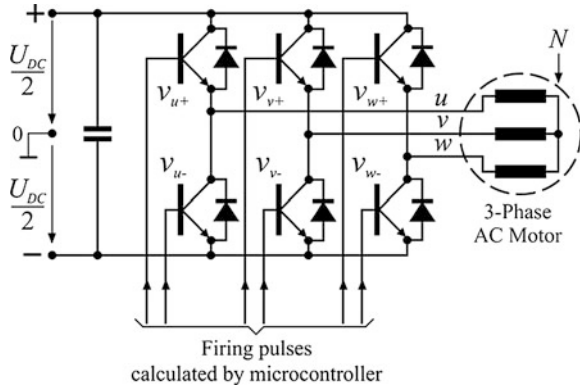 +
U_DC
2
0
U_DC
2
−
v_u+
v_v+
v_w+
v_u-
v_v-
v_w-
u
v
w
N
3-Phase
AC Motor
Firing pulses
calculated by microcontroller